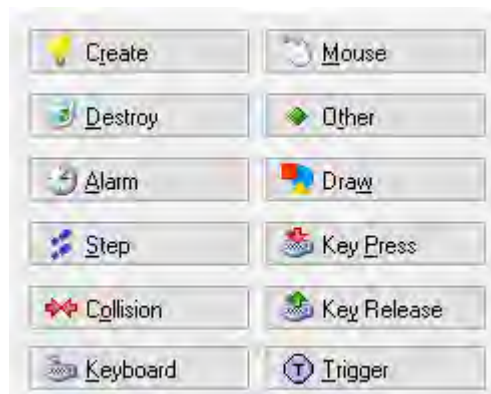 Create
Mouse
Destroy
Other
Alarm
Draw
Step
Key Press
Collision
Key Release
Keyboard
T
Trigger